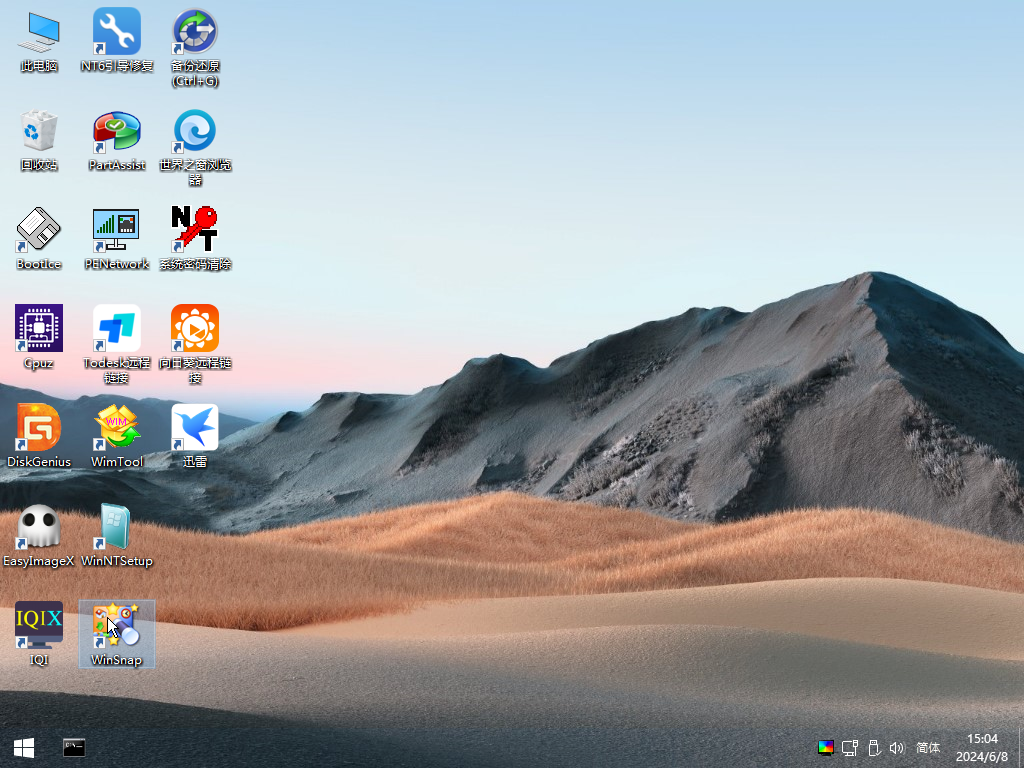 此电脑
NT6引导修复
备份还原
(Ctrl+G)
回收站
PartAssist
世界之窗浏览
器
N
T
BootIce
PENetwork
系统密码清除
Cpuz
Todesk远程
链接
向日葵远程链
接
WIM
DiskGenius
WimTool
迅雷
EasyImageX
WinNTSetup
IQIX
IQI
WinSnap
简体
15:04
2024/6/8